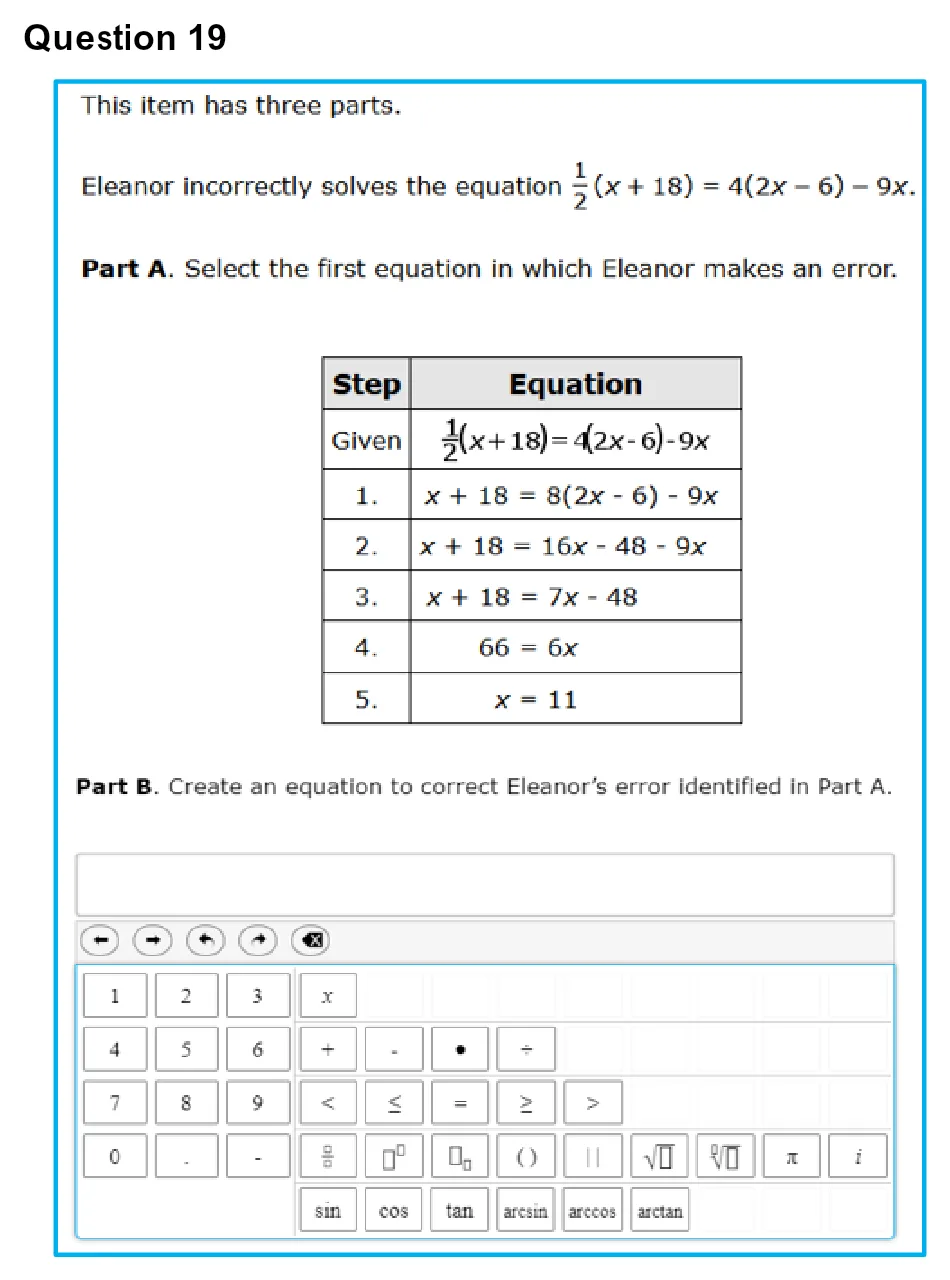 Question 19
This item has three parts.
Eleanor incorrectly solves the equation 1/2 (x + 18) = 4(2x – 6) – 9x.
Part A. Select the first equation in which Eleanor makes an error.
Step Equation
Given 1/2(x+18)=4(2x-6)-9x
1. x + 18 = 8(2x - 6) - 9x
2. x + 18 = 16x - 48 - 9x
3. x + 18 = 7x - 48
4. 66 = 6x
5. x = 11
Part B. Create an equation to correct Eleanor’s error identified in Part A.
1 2 3 x
4 5 6 + - • ÷
7 8 9 < ≤ = ≥ >
0 . - ▯/▯ ▯^▯ ▯_▯ ( ) | | √▯ ▯√▯ π i
sin cos tan arcsin arccos arctan